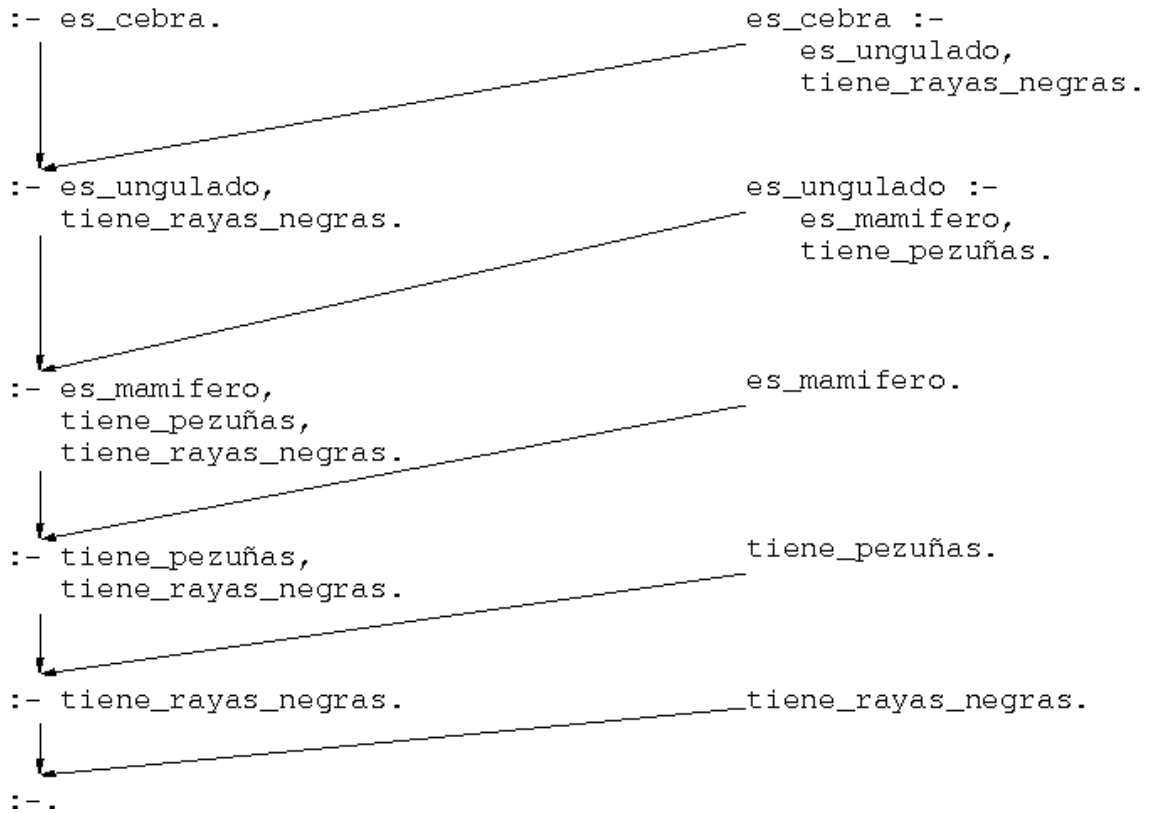 :- es_cebra.
es_cebra :-
es_ungulado,
tiene_rayas_negras.
:- es_ungulado,
tiene_rayas_negras.
es_ungulado :-
es_mamifero,
tiene_pezuñas.
:- es_mamifero,
tiene_pezuñas,
tiene_rayas_negras.
es_mamifero.
:- tiene_pezuñas,
tiene_rayas_negras.
tiene_pezuñas.
:- tiene_rayas_negras.
tiene_rayas_negras.
:-.